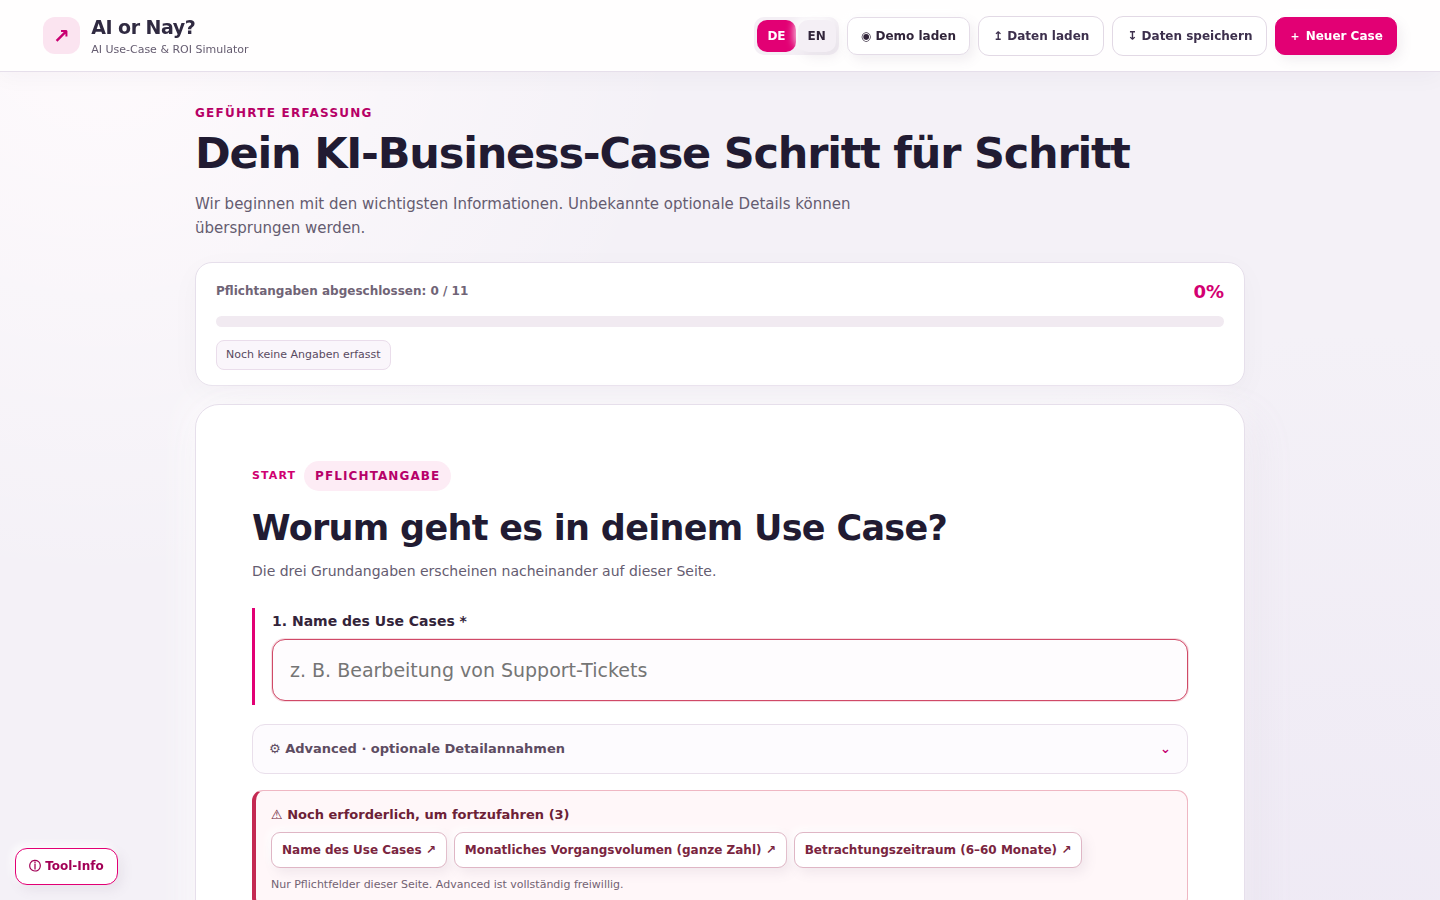 AI or Nay?
AI Use-Case & ROI Simulator
DE
EN
◉ Demo laden
↥ Daten laden
↧ Daten speichern
+ Neuer Case
GEFÜHRTE ERFASSUNG
Dein KI-Business-Case Schritt für Schritt
Wir beginnen mit den wichtigsten Informationen. Unbekannte optionale Details können
übersprungen werden.
Pflichtangaben abgeschlossen: 0 / 11
0%
Noch keine Angaben erfasst
START
PFLICHTANGABE
Worum geht es in deinem Use Case?
Die drei Grundangaben erscheinen nacheinander auf dieser Seite.
1. Name des Use Cases *
z. B. Bearbeitung von Support-Tickets
⚙ Advanced · optionale Detailannahmen
⚠ Noch erforderlich, um fortzufahren (3)
Name des Use Cases ↗
Monatliches Vorgangsvolumen (ganze Zahl) ↗
Betrachtungszeitraum (6–60 Monate) ↗
Nur Pflichtfelder dieser Seite. Advanced ist vollständig freiwillig.
ⓘ Tool-Info